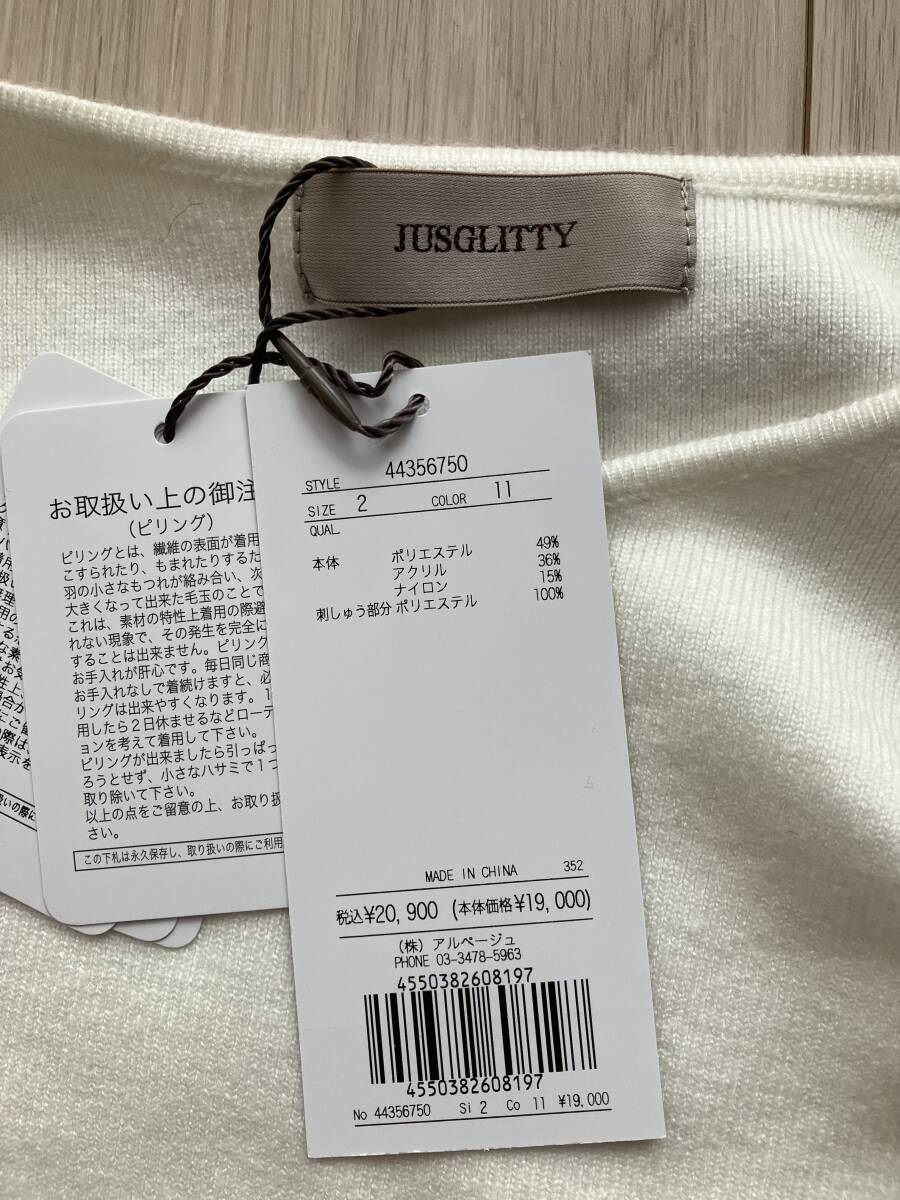 JUSGLITTY
STYLE 44356750
SIZE 2 COLOR 11
QUAL
本体 ポリエステル 49%
アクリル 36%
ナイロン 15%
刺しゅう部分 ポリエステル 100%
MADE IN CHINA 352
税込¥20,900 (本体価格¥19,000)
(株) アルページュ
PHONE 03-3478-5963
4550382608197
4550382608197
No 44356750 Si 2 Co 11 ¥19,000
お取扱い上の御注
(ピリング)
ピリングとは、繊維の表面が着用
こすられたり、もまれたりするた
羽の小さなもつれが絡み合い、次
大きくなって出来た毛玉のことで
これは、素材の特性上着用の際避
れない現象で、その発生を完全に
することは出来ません。ピリング
お手入れが肝心です。毎日同じ商
お手入れなしで着続けますと、必
リングは出来やすくなります。1
用したら2日休ませるなどローテ
ョンを考えて着用して下さい。
ピリングが出来ましたら引っぱっ
ろうとせず、小さなハサミで1つ
取り除いて下さい。
以上の点をご留意の上、お取り扱
さい。
この下札は永久保存し、取り扱いの際にご利用